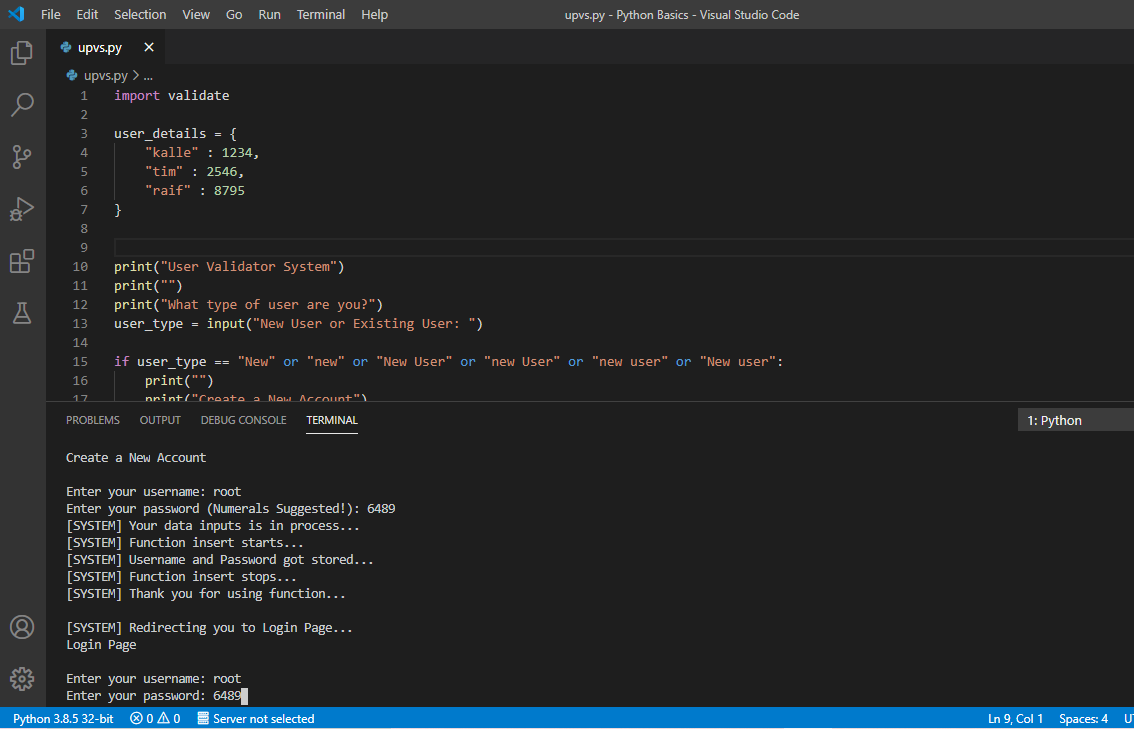 File Edit Selection View Go Run Terminal Help
upvs.py - Python Basics - Visual Studio Code
upvs.py ×
upvs.py > ...
1 import validate
2
3 user_details = {
4     "kalle" : 1234,
5     "tim" : 2546,
6     "raif" : 8795
7 }
8
9
10 print("User Validator System")
11 print("")
12 print("What type of user are you?")
13 user_type = input("New User or Existing User: ")
14
15 if user_type == "New" or "new" or "New User" or "new User" or "new user" or "New user":
16     print("")
17     print("Create a New Account")
PROBLEMS OUTPUT DEBUG CONSOLE TERMINAL
1: Python
Create a New Account
Enter your username: root
Enter your password (Numerals Suggested!): 6489
[SYSTEM] Your data inputs is in process...
[SYSTEM] Function insert starts...
[SYSTEM] Username and Password got stored...
[SYSTEM] Function insert stops...
[SYSTEM] Thank you for using function...
[SYSTEM] Redirecting you to Login Page...
Login Page
Enter your username: root
Enter your password: 6489
Python 3.8.5 32-bit 0 0 Server not selected Ln 9, Col 1 Spaces: 4